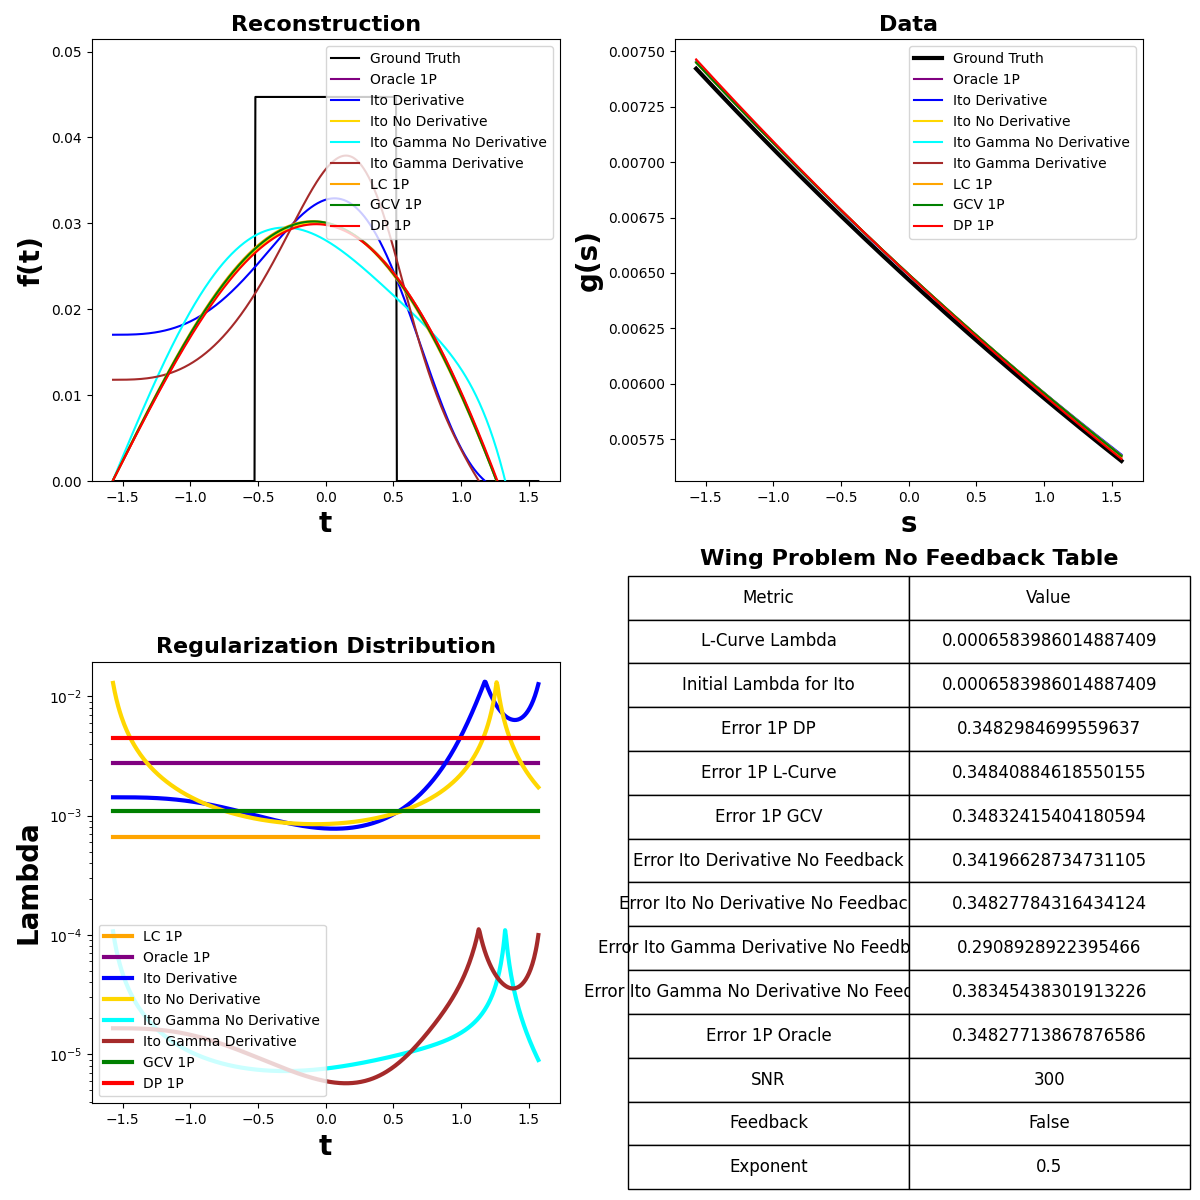 Reconstruction
0.05
0.04
0.03
0.02
0.01
0.00
f(t)
Ground Truth
Oracle 1P
Ito Derivative
Ito No Derivative
Ito Gamma No Derivative
Ito Gamma Derivative
LC 1P
GCV 1P
DP 1P
−1.5 −1.0 −0.5 0.0 0.5 1.0 1.5
t
Data
0.00750
0.00725
0.00700
0.00675
0.00650
0.00625
0.00600
0.00575
g(s)
Ground Truth
Oracle 1P
Ito Derivative
Ito No Derivative
Ito Gamma No Derivative
Ito Gamma Derivative
LC 1P
GCV 1P
DP 1P
−1.5 −1.0 −0.5 0.0 0.5 1.0 1.5
s
Regularization Distribution
10−2
10−3
10−4
10−5
Lambda
LC 1P
Oracle 1P
Ito Derivative
Ito No Derivative
Ito Gamma No Derivative
Ito Gamma Derivative
GCV 1P
DP 1P
−1.5 −1.0 −0.5 0.0 0.5 1.0 1.5
t
Wing Problem No Feedback Table
Metric Value
L-Curve Lambda 0.0006583986014887409
Initial Lambda for Ito 0.0006583986014887409
Error 1P DP 0.3482984699559637
Error 1P L-Curve 0.34840884618550155
Error 1P GCV 0.34832415404180594
Error Ito Derivative No Feedback 0.34196628734731105
Error Ito No Derivative No Feedbac 0.34827784316434124
Error Ito Gamma Derivative No Feedb 0.2908928922395466
Error Ito Gamma No Derivative No Feed 0.38345438301913226
Error 1P Oracle 0.34827713867876586
SNR 300
Feedback False
Exponent 0.5